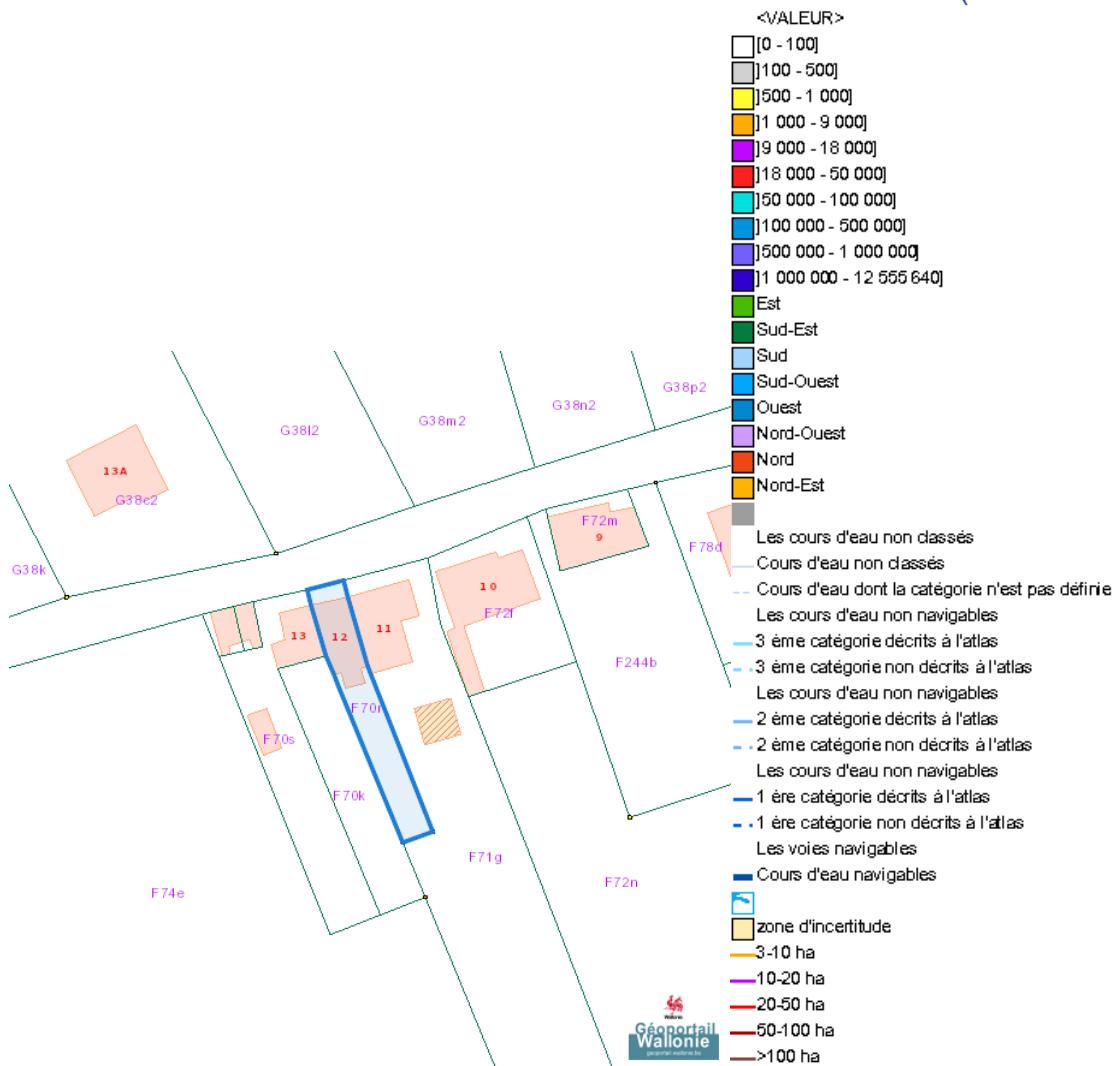 <VALEUR>
[0 - 100]
]100 - 500]
]500 - 1 000]
]1 000 - 9 000]
]9 000 - 18 000]
]18 000 - 50 000]
]50 000 - 100 000]
]100 000 - 500 000]
]500 000 - 1 000 000]
]1 000 000 - 12 555 640]
Est
Sud-Est
Sud
Sud-Ouest
Ouest
Nord-Ouest
Nord
Nord-Est
Les cours d'eau non classés
Cours d'eau non classés
Cours d'eau dont la catégorie n'est pas définie
Les cours d'eau non navigables
3 ème catégorie décrits à l'atlas
3 ème catégorie non décrits à l'atlas
Les cours d'eau non navigables
2 ème catégorie décrits à l'atlas
2 ème catégorie non décrits à l'atlas
Les cours d'eau non navigables
1 ère catégorie décrits à l'atlas
1 ère catégorie non décrits à l'atlas
Les voies navigables
Cours d'eau navigables
zone d'incertitude
3-10 ha
10-20 ha
20-50 ha
50-100 ha
>100 ha
G38p2
G38n2
G38m2
G38l2
13A
G38c2
G38k
F72m
9
F78d
10
F72f
13
12
11
F244b
F70r
F70s
F70k
F71g
F72n
F74e
Wallonie
Géoportail
Wallonie
geoportail.wallonie.be